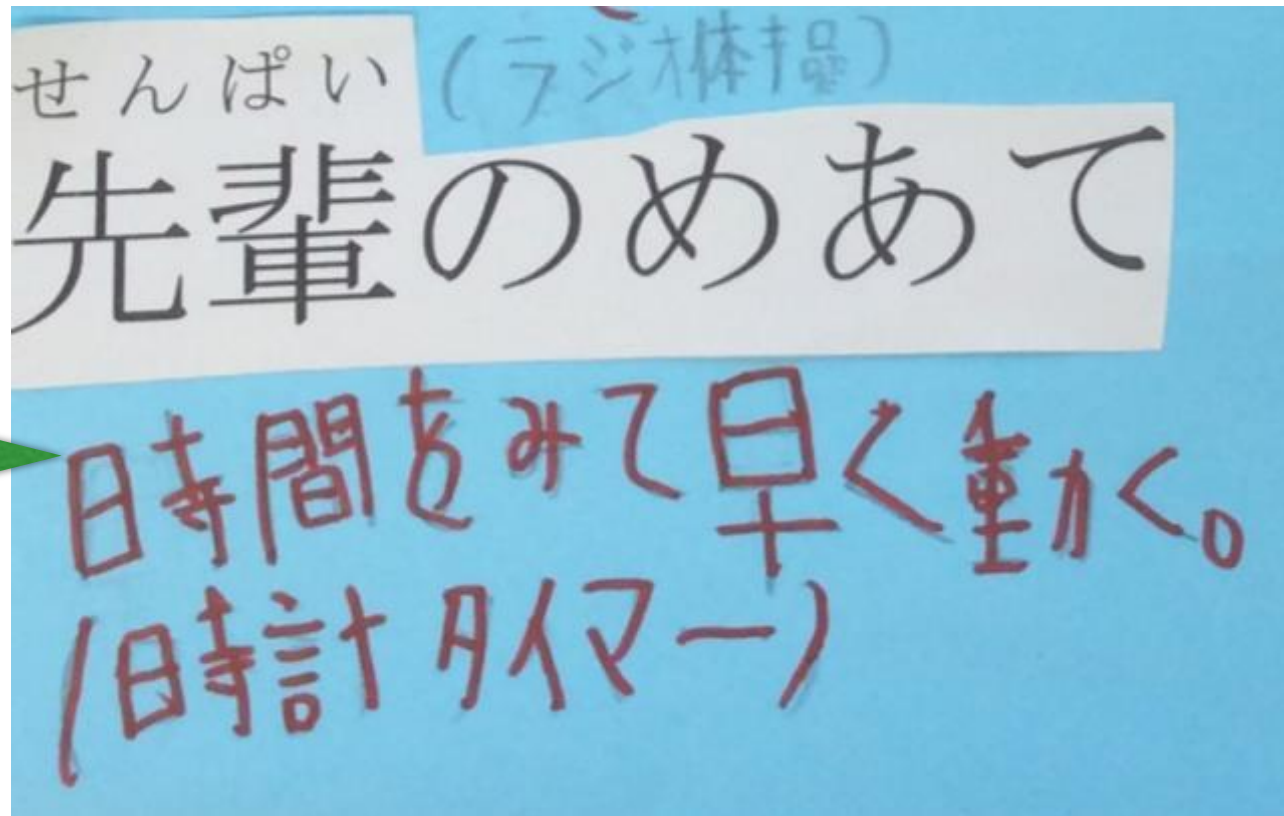 (ラジオ体操)
せんぱい
先輩のめあて
時間をみて早く動く。
(時計タイマー)